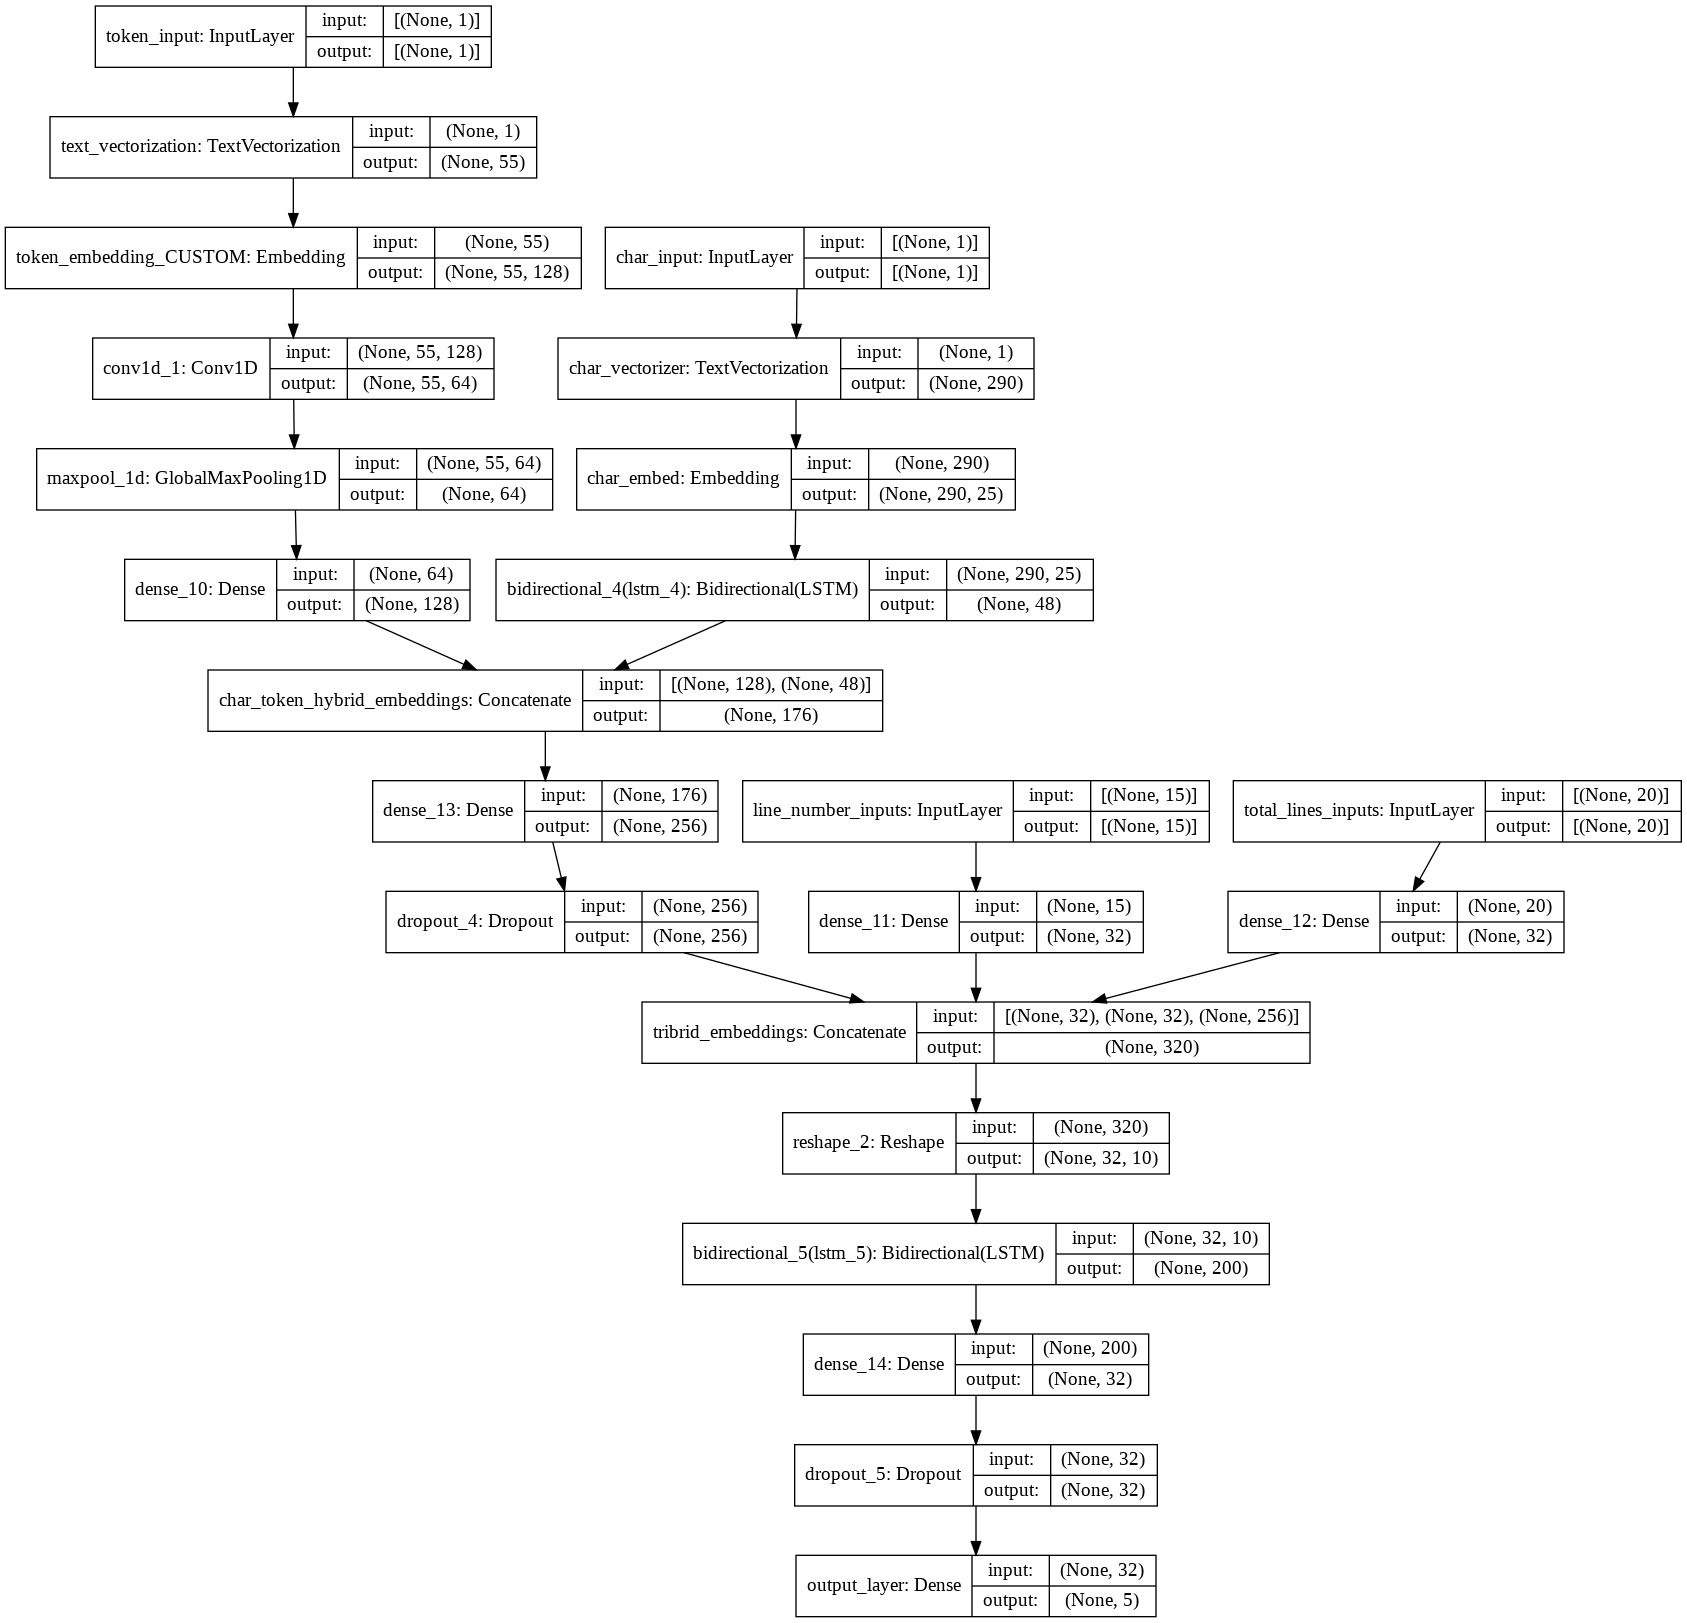 token_input: InputLayer input: [(None, 1)]
output: [(None, 1)]
text_vectorization: TextVectorization input: (None, 1)
output: (None, 55)
token_embedding_CUSTOM: Embedding input: (None, 55)
output: (None, 55, 128)
char_input: InputLayer input: [(None, 1)]
output: [(None, 1)]
conv1d_1: Conv1D input: (None, 55, 128)
output: (None, 55, 64)
char_vectorizer: TextVectorization input: (None, 1)
output: (None, 290)
maxpool_1d: GlobalMaxPooling1D input: (None, 55, 64)
output: (None, 64)
char_embed: Embedding input: (None, 290)
output: (None, 290, 25)
dense_10: Dense input: (None, 64)
output: (None, 128)
bidirectional_4(lstm_4): Bidirectional(LSTM) input: (None, 290, 25)
output: (None, 48)
char_token_hybrid_embeddings: Concatenate input: [(None, 128), (None, 48)]
output: (None, 176)
dense_13: Dense input: (None, 176)
output: (None, 256)
line_number_inputs: InputLayer input: [(None, 15)]
output: [(None, 15)]
total_lines_inputs: InputLayer input: [(None, 20)]
output: [(None, 20)]
dropout_4: Dropout input: (None, 256)
output: (None, 256)
dense_11: Dense input: (None, 15)
output: (None, 32)
dense_12: Dense input: (None, 20)
output: (None, 32)
tribrid_embeddings: Concatenate input: [(None, 32), (None, 32), (None, 256)]
output: (None, 320)
reshape_2: Reshape input: (None, 320)
output: (None, 32, 10)
bidirectional_5(lstm_5): Bidirectional(LSTM) input: (None, 32, 10)
output: (None, 200)
dense_14: Dense input: (None, 200)
output: (None, 32)
dropout_5: Dropout input: (None, 32)
output: (None, 32)
output_layer: Dense input: (None, 32)
output: (None, 5)